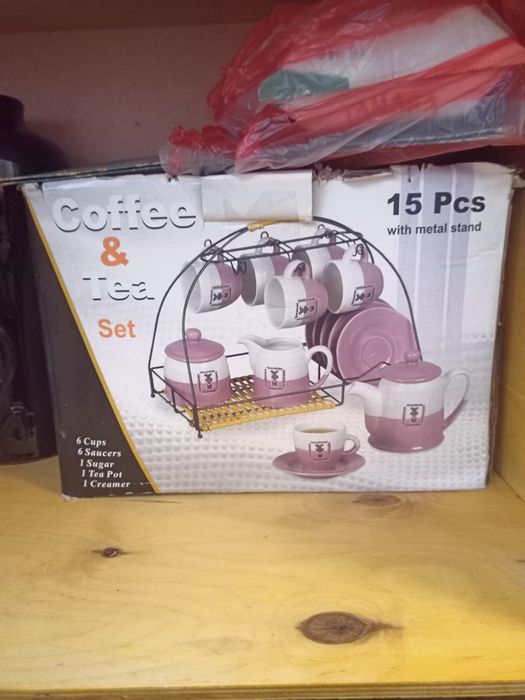 Coffee
&
Tea
Set
15 Pcs
with metal stand
6 Cups
6 Saucers
1 Sugar
1 Tea Pot
1 Creamer